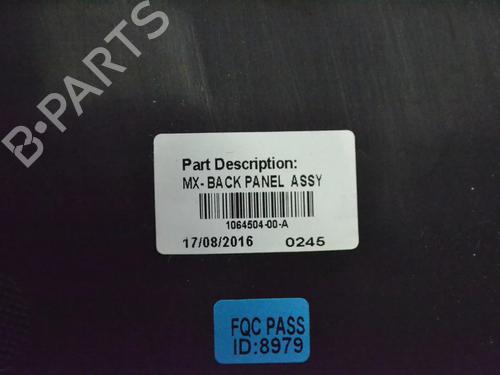 B-PARTS
Part Description:
MX- BACK PANEL ASSY
1064504-00-A
17/08/2016 0245
FQC PASS
ID:8979